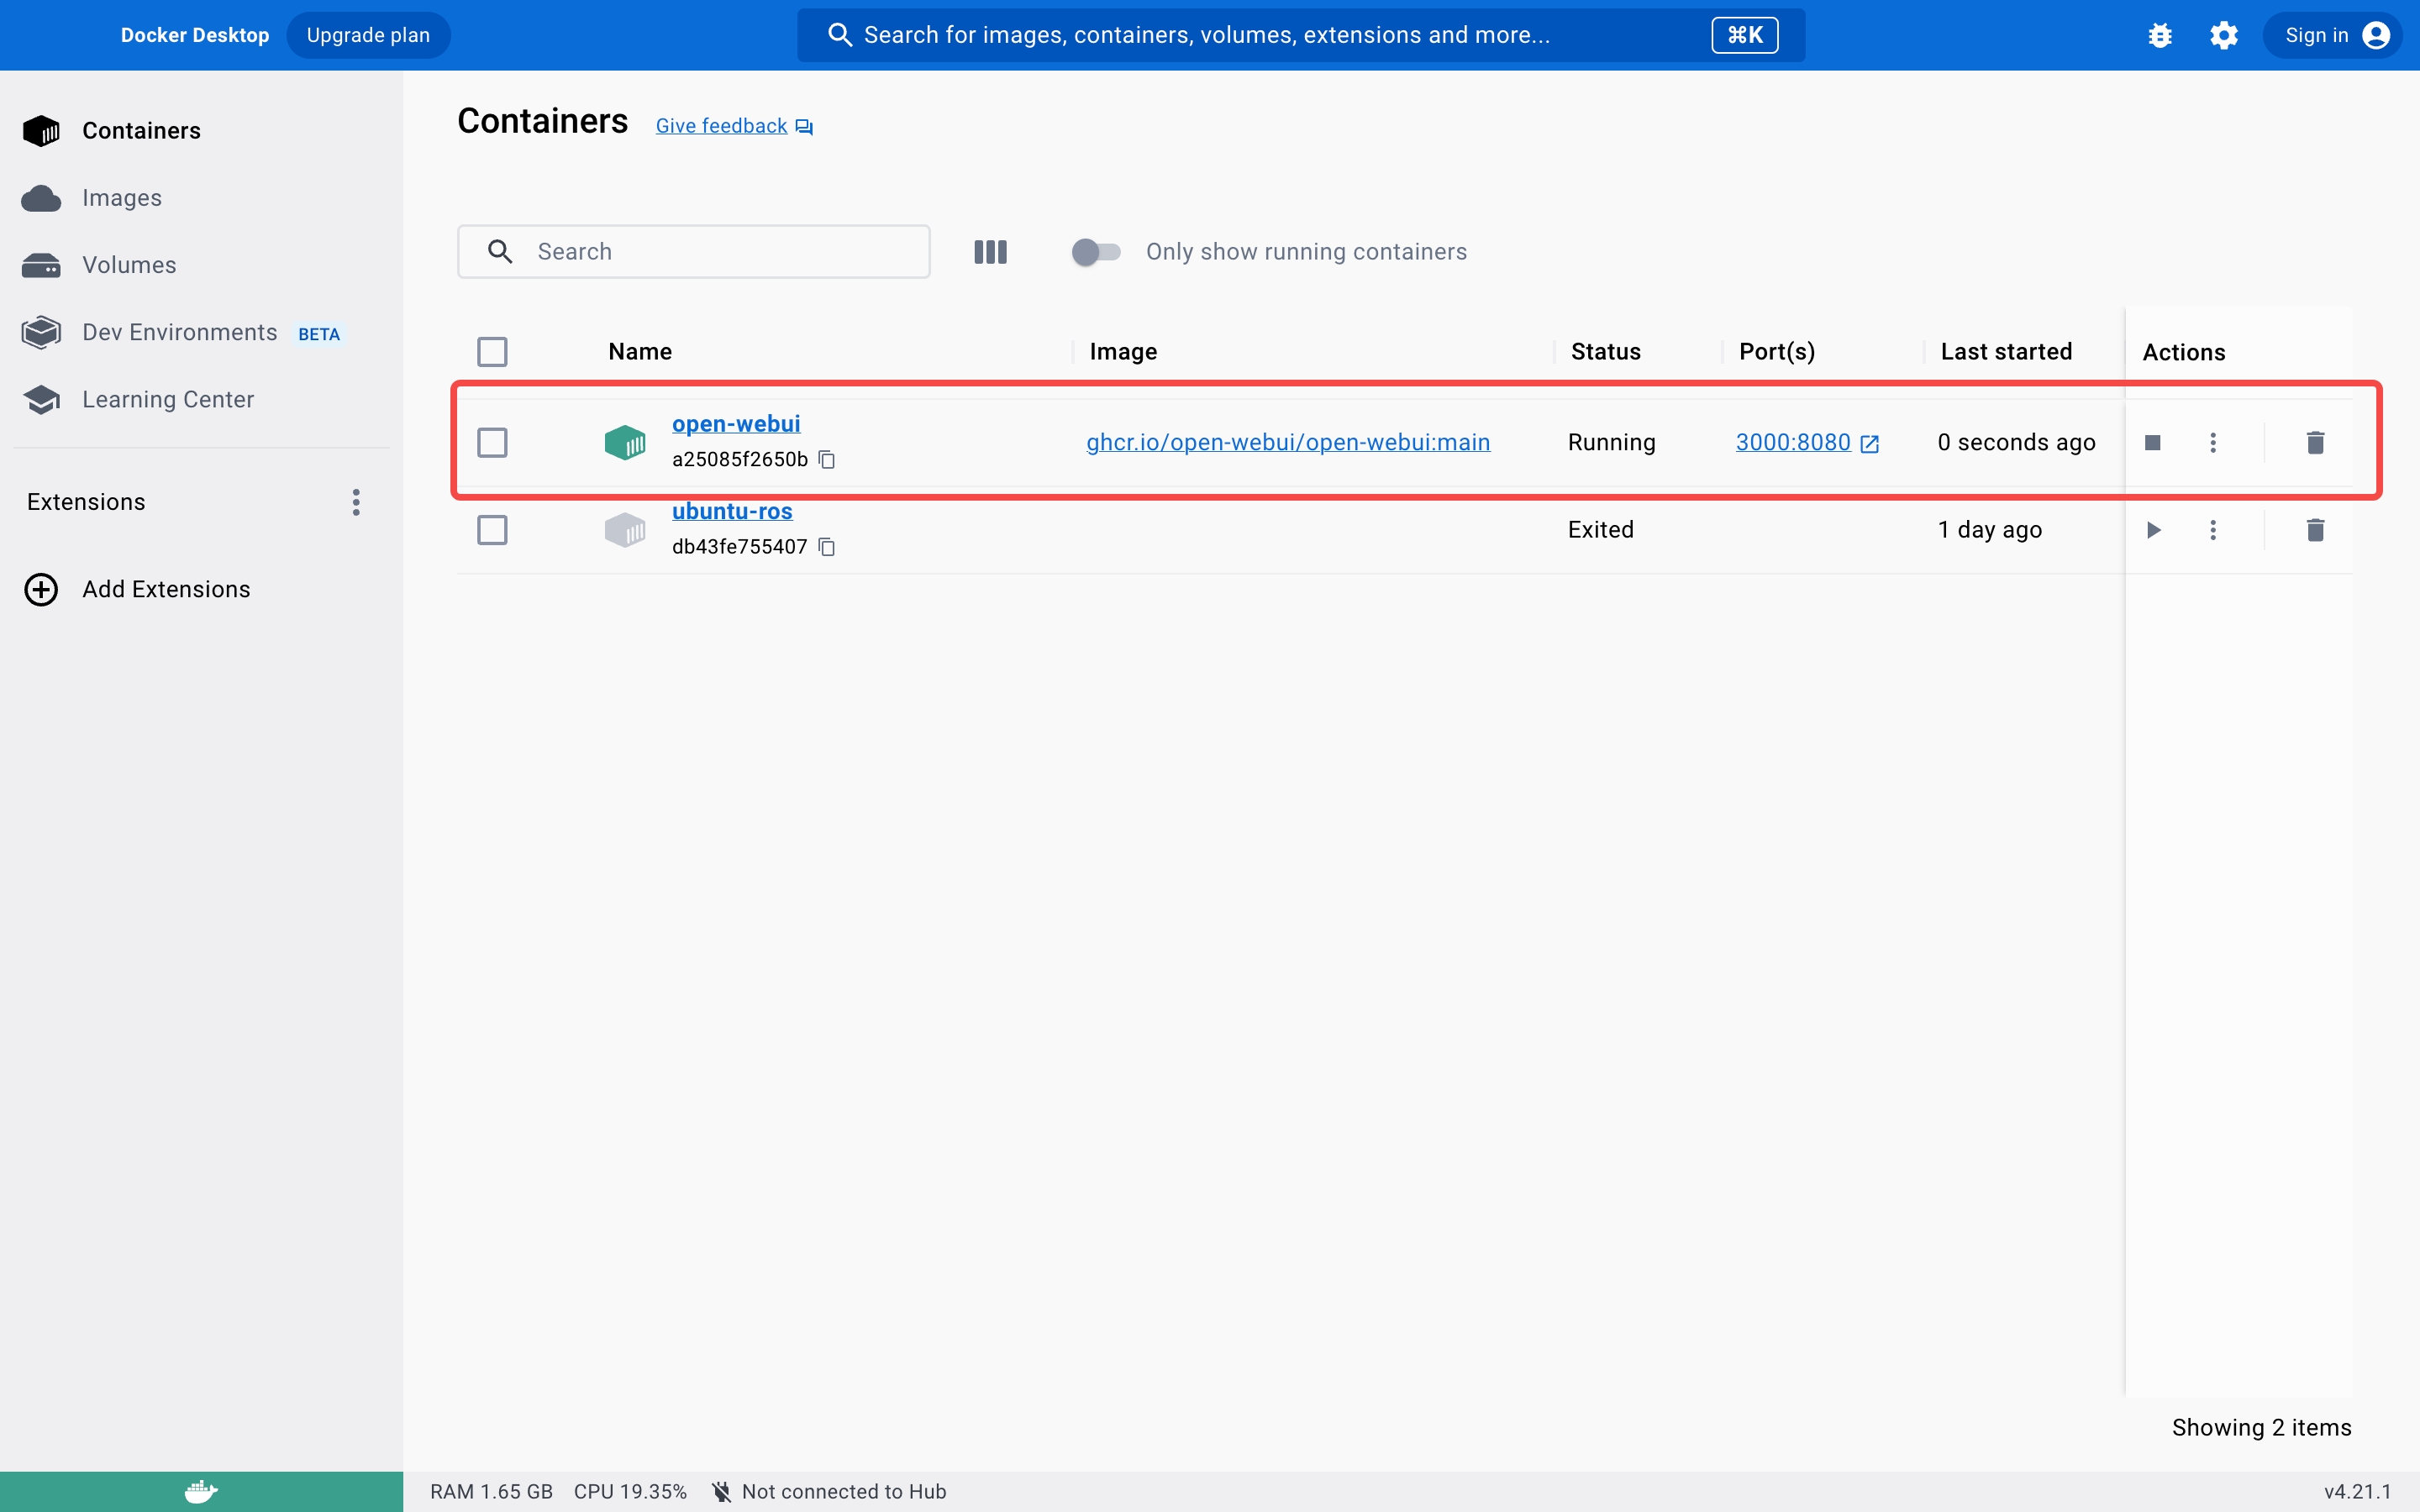 Docker Desktop Upgrade plan Search for images, containers, volumes, extensions and more... ⌘K Sign in
Containers
Images
Volumes
Dev Environments BETA
Learning Center
Extensions
Add Extensions
Containers Give feedback
Search Only show running containers
Name Image Status Port(s) Last started Actions
open-webui
a25085f2650b
ghcr.io/open-webui/open-webui:main Running 3000:8080 0 seconds ago
ubuntu-ros
db43fe755407
Exited 1 day ago
Showing 2 items
RAM 1.65 GB CPU 19.35% Not connected to Hub v4.21.1